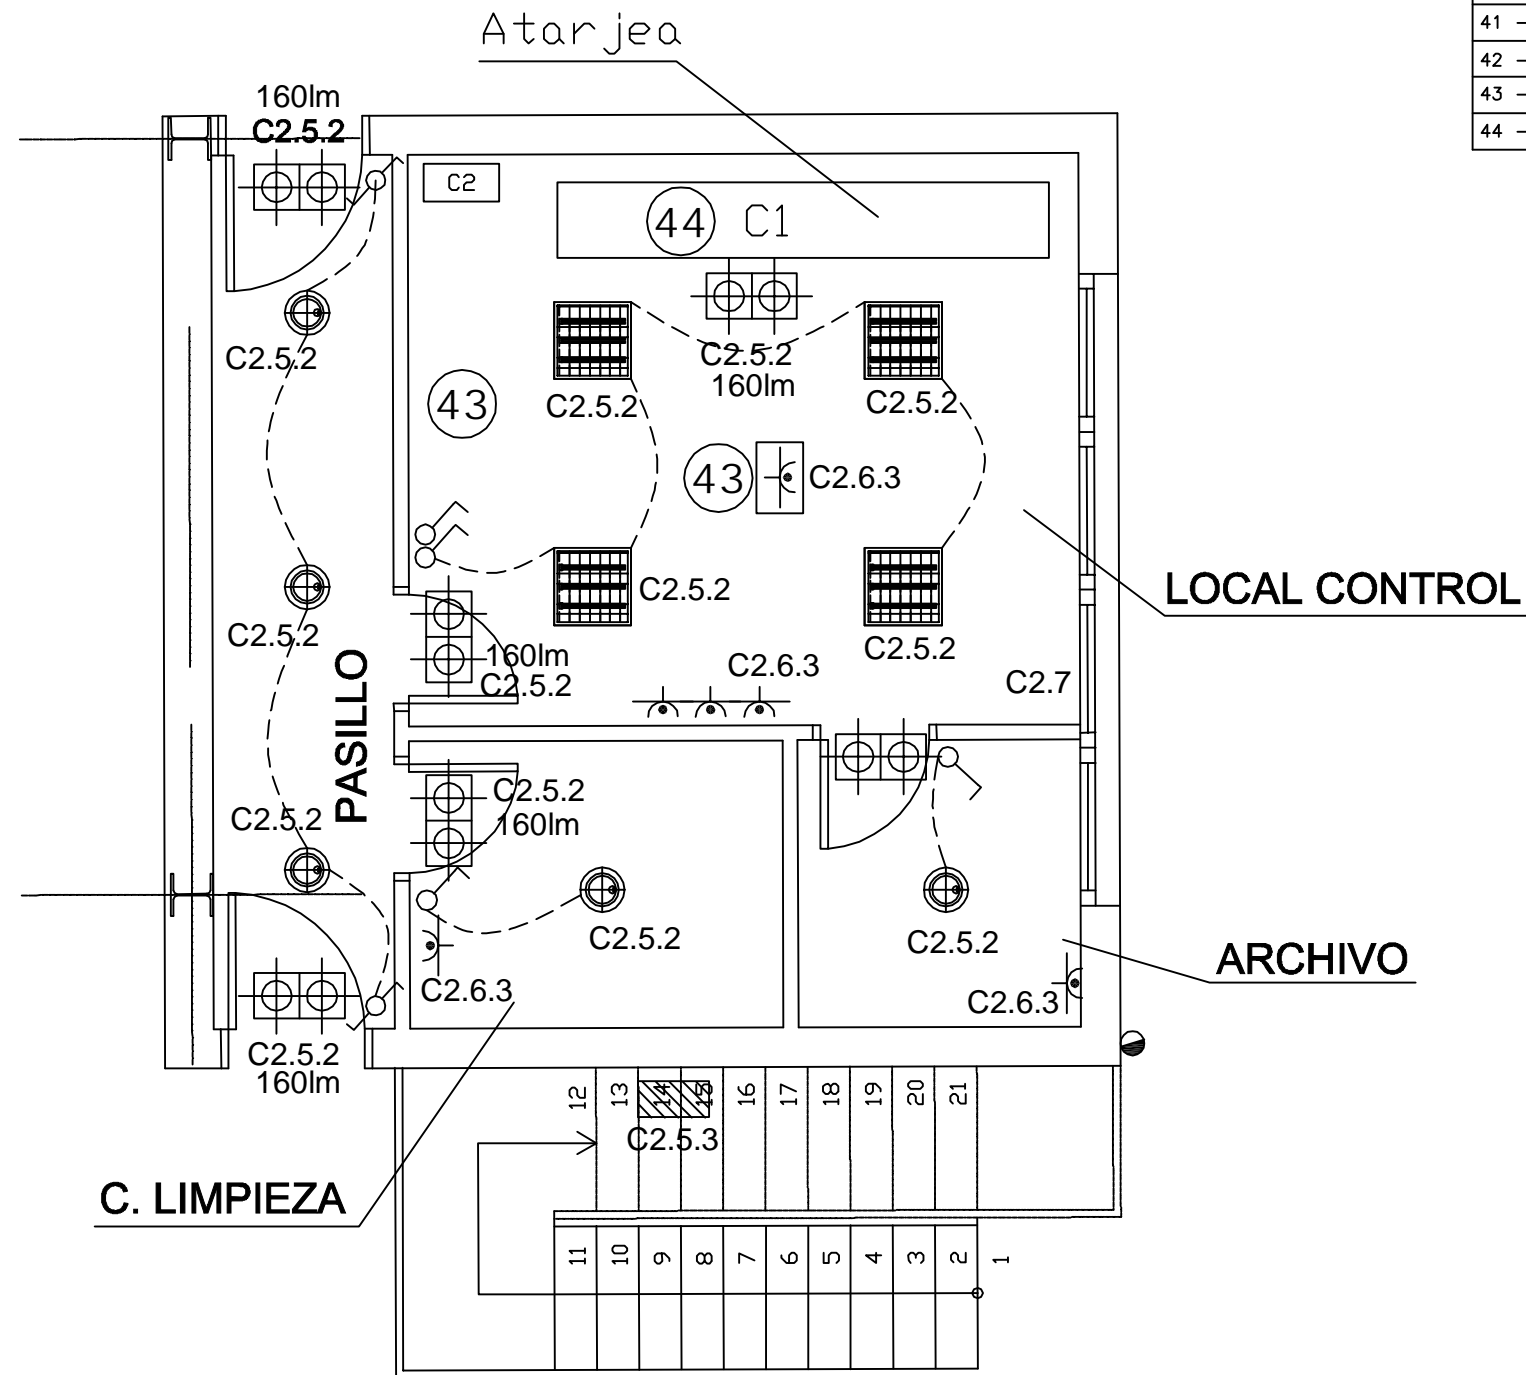 Atarjea
41 -
42 -
43 -
44 -
160lm
C2.5.2
C2
44 C1
C2.5.2
C2.5.2
160lm
43
C2.5.2
C2.5.2
43
C2.6.3
C2.5.2
LOCAL CONTROL
C2.5.2
C2.5.2
160lm
C2.5.2
PASILLO
C2.6.3
C2.7
C2.5.2
160lm
C2.5.2
C2.5.2
C2.5.2
ARCHIVO
C2.6.3
C2.6.3
C2.5.2
160lm
12 13 14 15 16 17 18 19 20 21
C2.5.3
C. LIMPIEZA
11 10 9 8 7 6 5 4 3 2 1